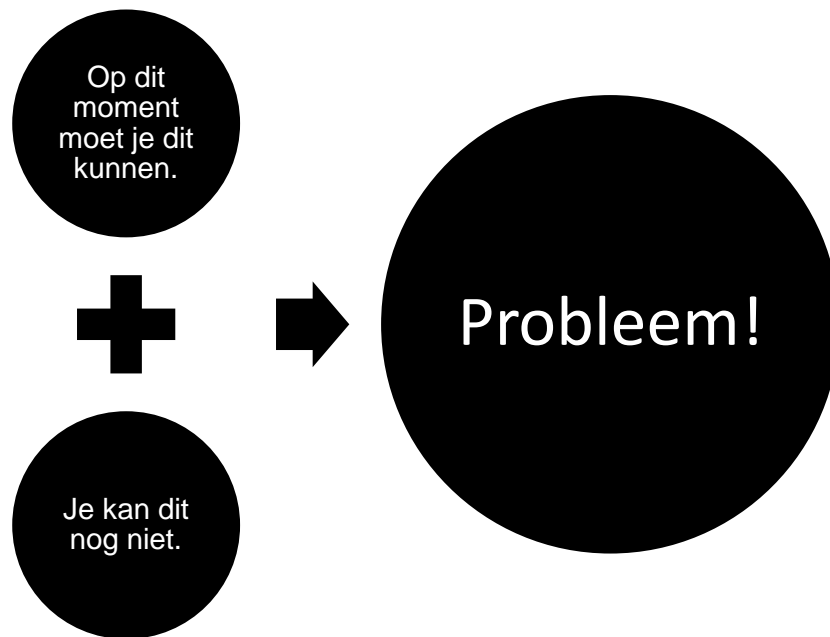 Op dit
moment
moet je dit
kunnen.
Probleem!
Je kan dit
nog niet.